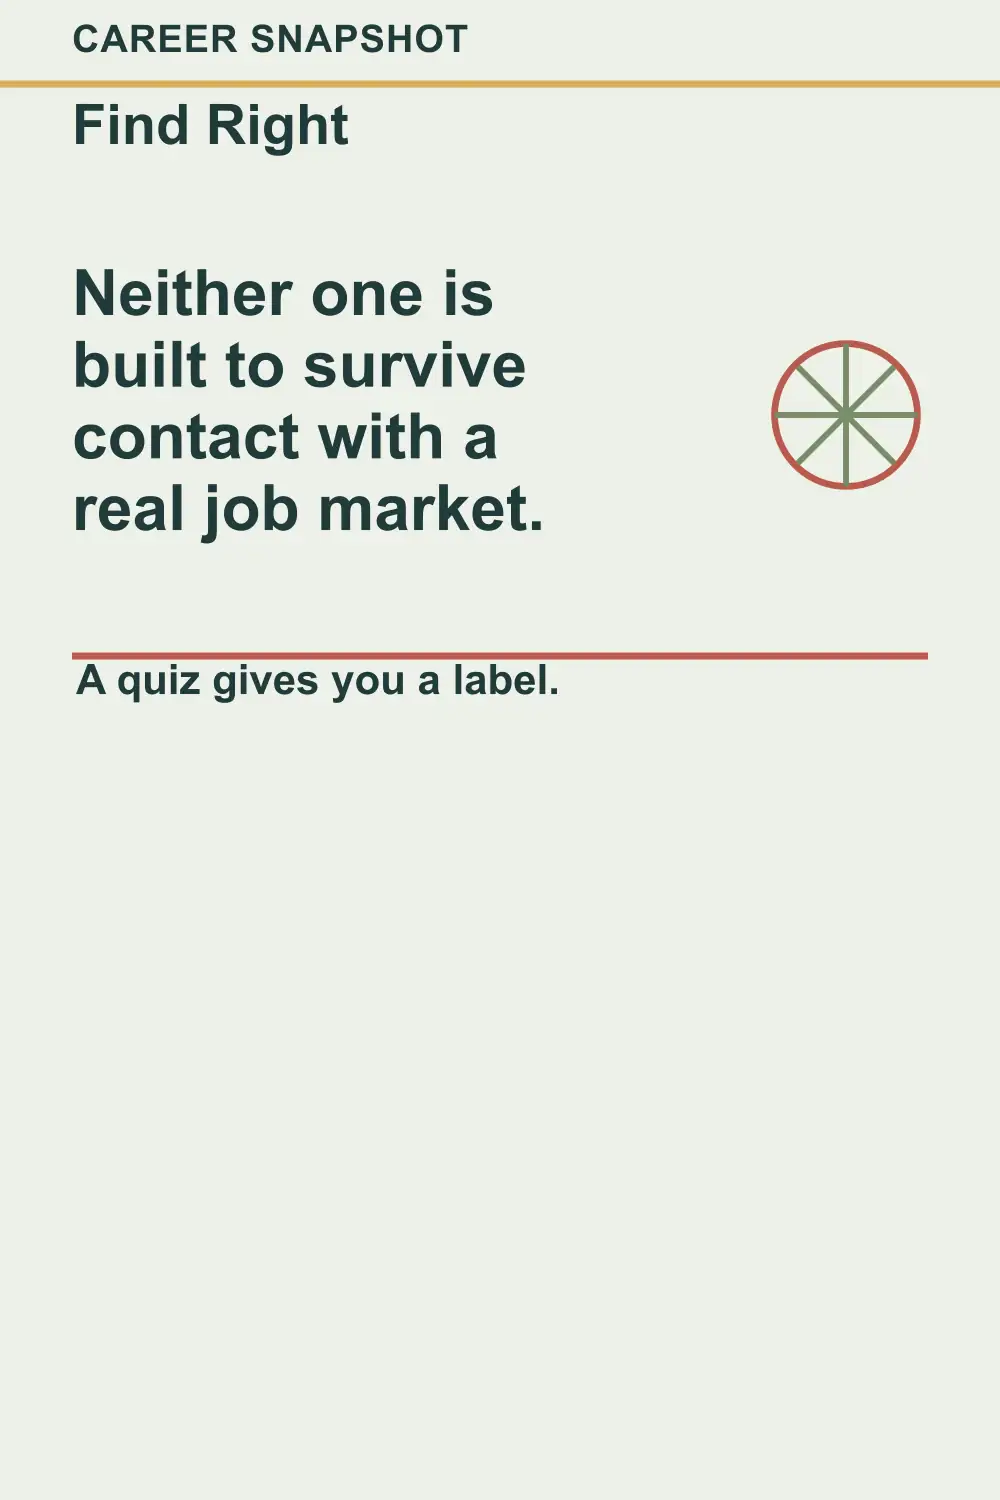 CAREER SNAPSHOT
Find Right
Neither one is
built to survive
contact with a
real job market.
A quiz gives you a label.